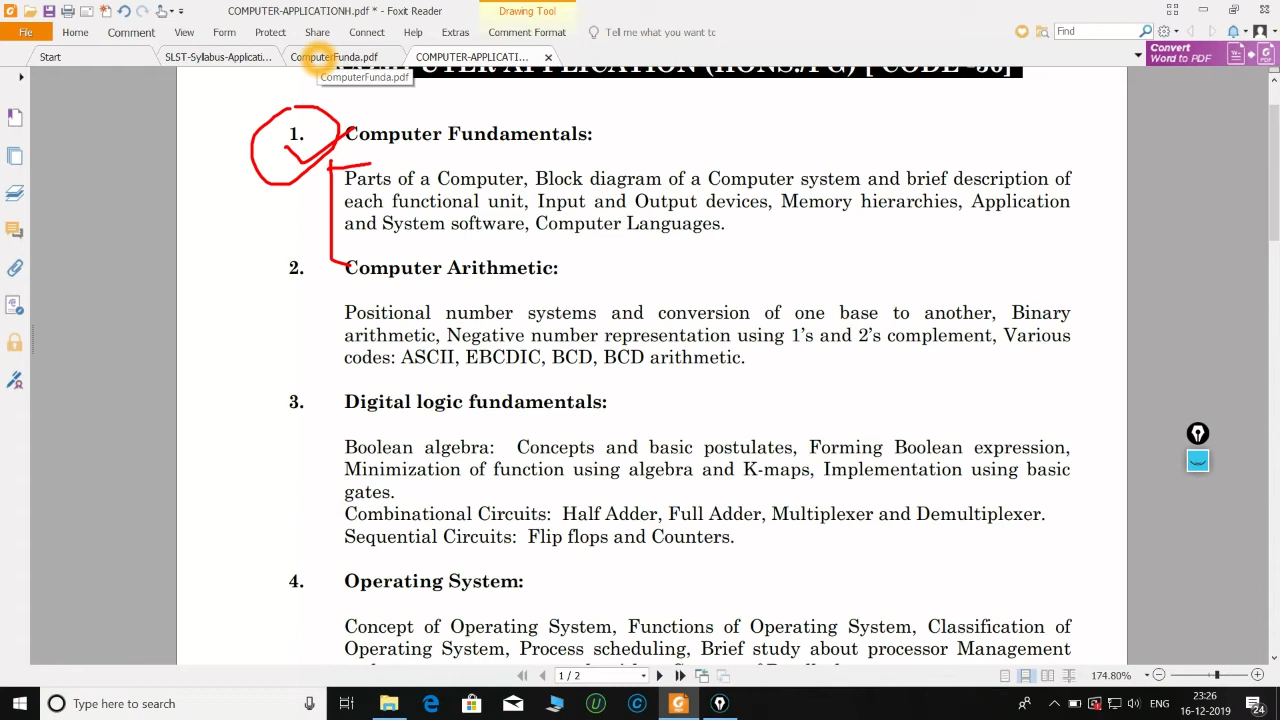 COMPUTER-APPLICATIONH.pdf * - Foxit Reader
Drawing Tool
File
Home
Comment
View
Form
Protect
Share
Connect
Help
Extras
Comment Format
Tell me what you want tc
Find
Start
SLST-Syllabus-Applicati...
ComputerFunda.pdf
COMPUTER-APPLICATI...
Convert
Word to PDF
ComputerFunda.pdf
1. Computer Fundamentals:
Parts of a Computer, Block diagram of a Computer system and brief description of
each functional unit, Input and Output devices, Memory hierarchies, Application
and System software, Computer Languages.
2. Computer Arithmetic:
Positional number systems and conversion of one base to another, Binary
arithmetic, Negative number representation using 1’s and 2’s complement, Various
codes: ASCII, EBCDIC, BCD, BCD arithmetic.
3. Digital logic fundamentals:
Boolean algebra: Concepts and basic postulates, Forming Boolean expression,
Minimization of function using algebra and K-maps, Implementation using basic
gates.
Combinational Circuits: Half Adder, Full Adder, Multiplexer and Demultiplexer.
Sequential Circuits: Flip flops and Counters.
4. Operating System:
Concept of Operating System, Functions of Operating System, Classification of
Operating System, Process scheduling, Brief study about processor Management
1 / 2
174.80%
Type here to search
ENG
23:26
16-12-2019
24